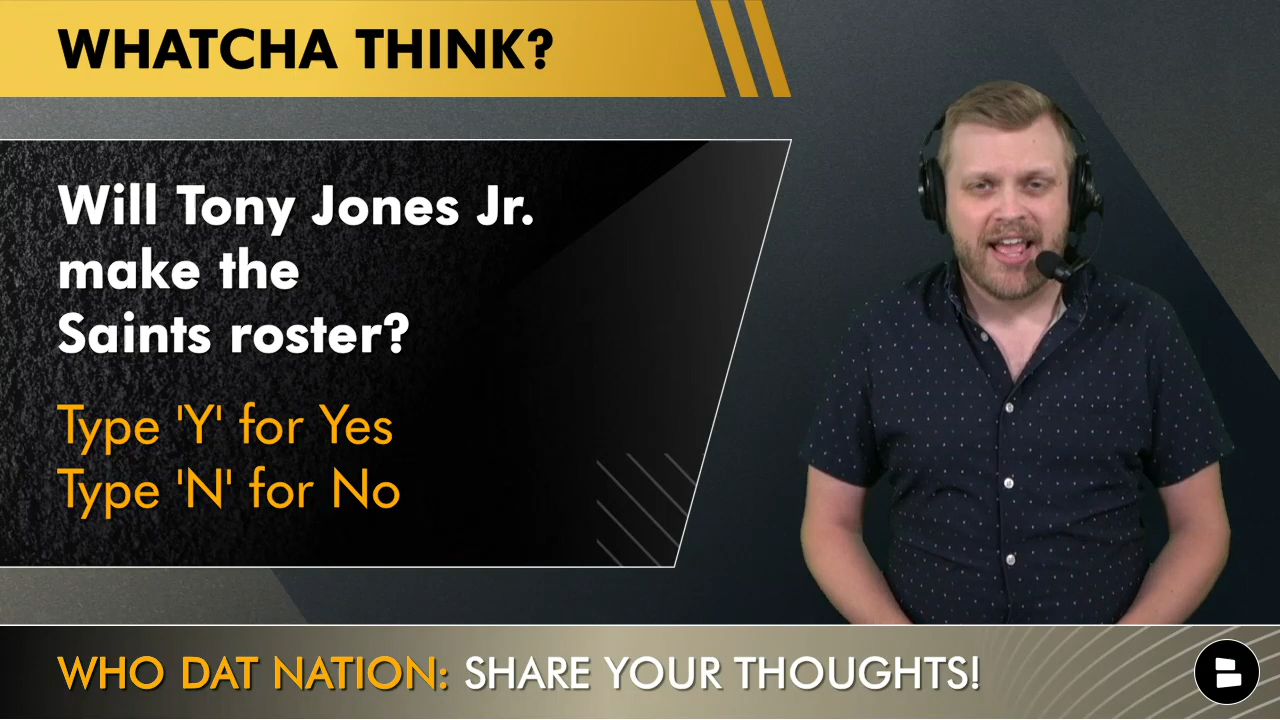 WHATCHA THINK?
Will Tony Jones Jr.
make the
Saints roster?
Type 'Y' for Yes
Type 'N' for No
WHO DAT NATION: SHARE YOUR THOUGHTS!